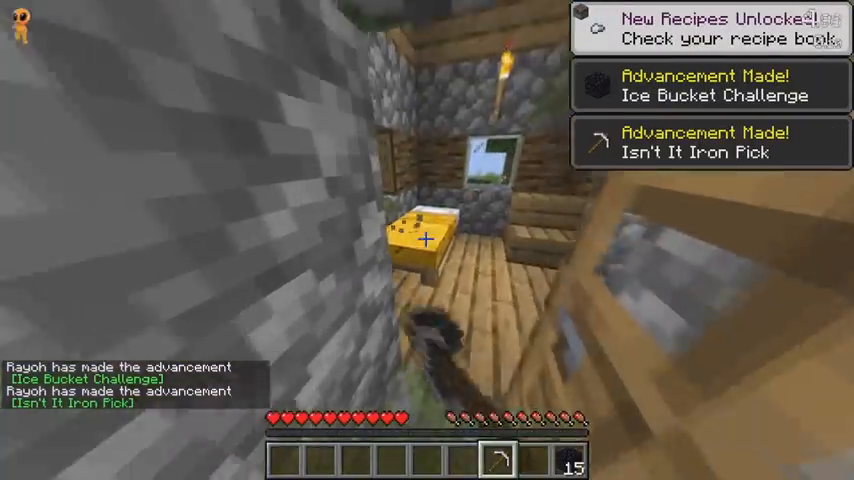 New Recipes Unlocked!
Check your recipe book
Advancement Made!
Ice Bucket Challenge
Advancement Made!
Isn't It Iron Pick
Rayoh has made the advancement
[Ice Bucket Challenge]
Rayoh has made the advancement
[Isn't It Iron Pick]
15